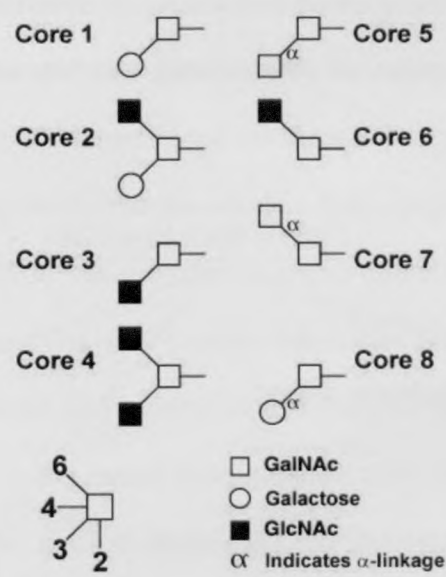 Core 1
Core 5
α
Core 2
Core 6
α
Core 3
Core 7
Core 4
Core 8
α
6
4
3
2
GalNAc
Galactose
GlcNAc
α Indicates α-linkage